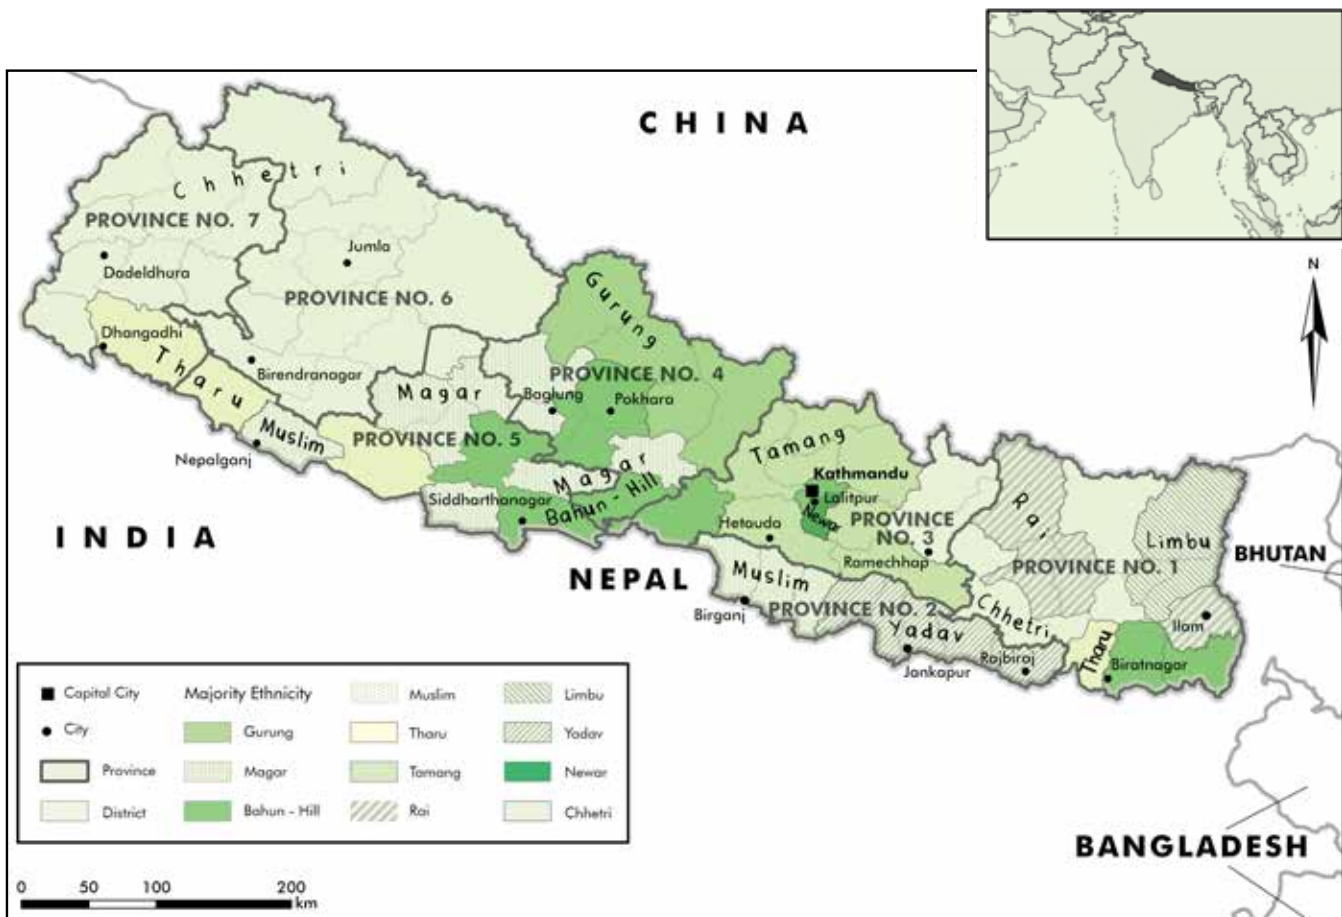 CHINA
N
Chhetri
PROVINCE NO. 7
Jumla
Dadeldhura
PROVINCE NO. 6
Gurung
Dhangadhi
Tharu
Birendranagar
PROVINCE NO. 4
Magar
Baglung
Pokhara
Muslim
PROVINCE NO. 5
Nepalganj
Tamang
Magar
Kathmandu
Siddharthanagar
Lalitpur
Bahun - Hill
Newar
Rai
Limbu
INDIA
Hetauda
PROVINCE
NO. 3
BHUTAN
Ramechhap
PROVINCE NO. 1
NEPAL
Muslim
PROVINCE NO. 2
Chhetri
Birganj
Ilam
Yadav
Tharu
Jankapur
Rajbiraj
Biratnagar
Capital City
City
Province
District
Majority Ethnicity
Gurung
Magar
Bahun - Hill
Muslim
Tharu
Tamang
Rai
Limbu
Yadav
Newar
Chhetri
BANGLADESH
0 50 100 200
km